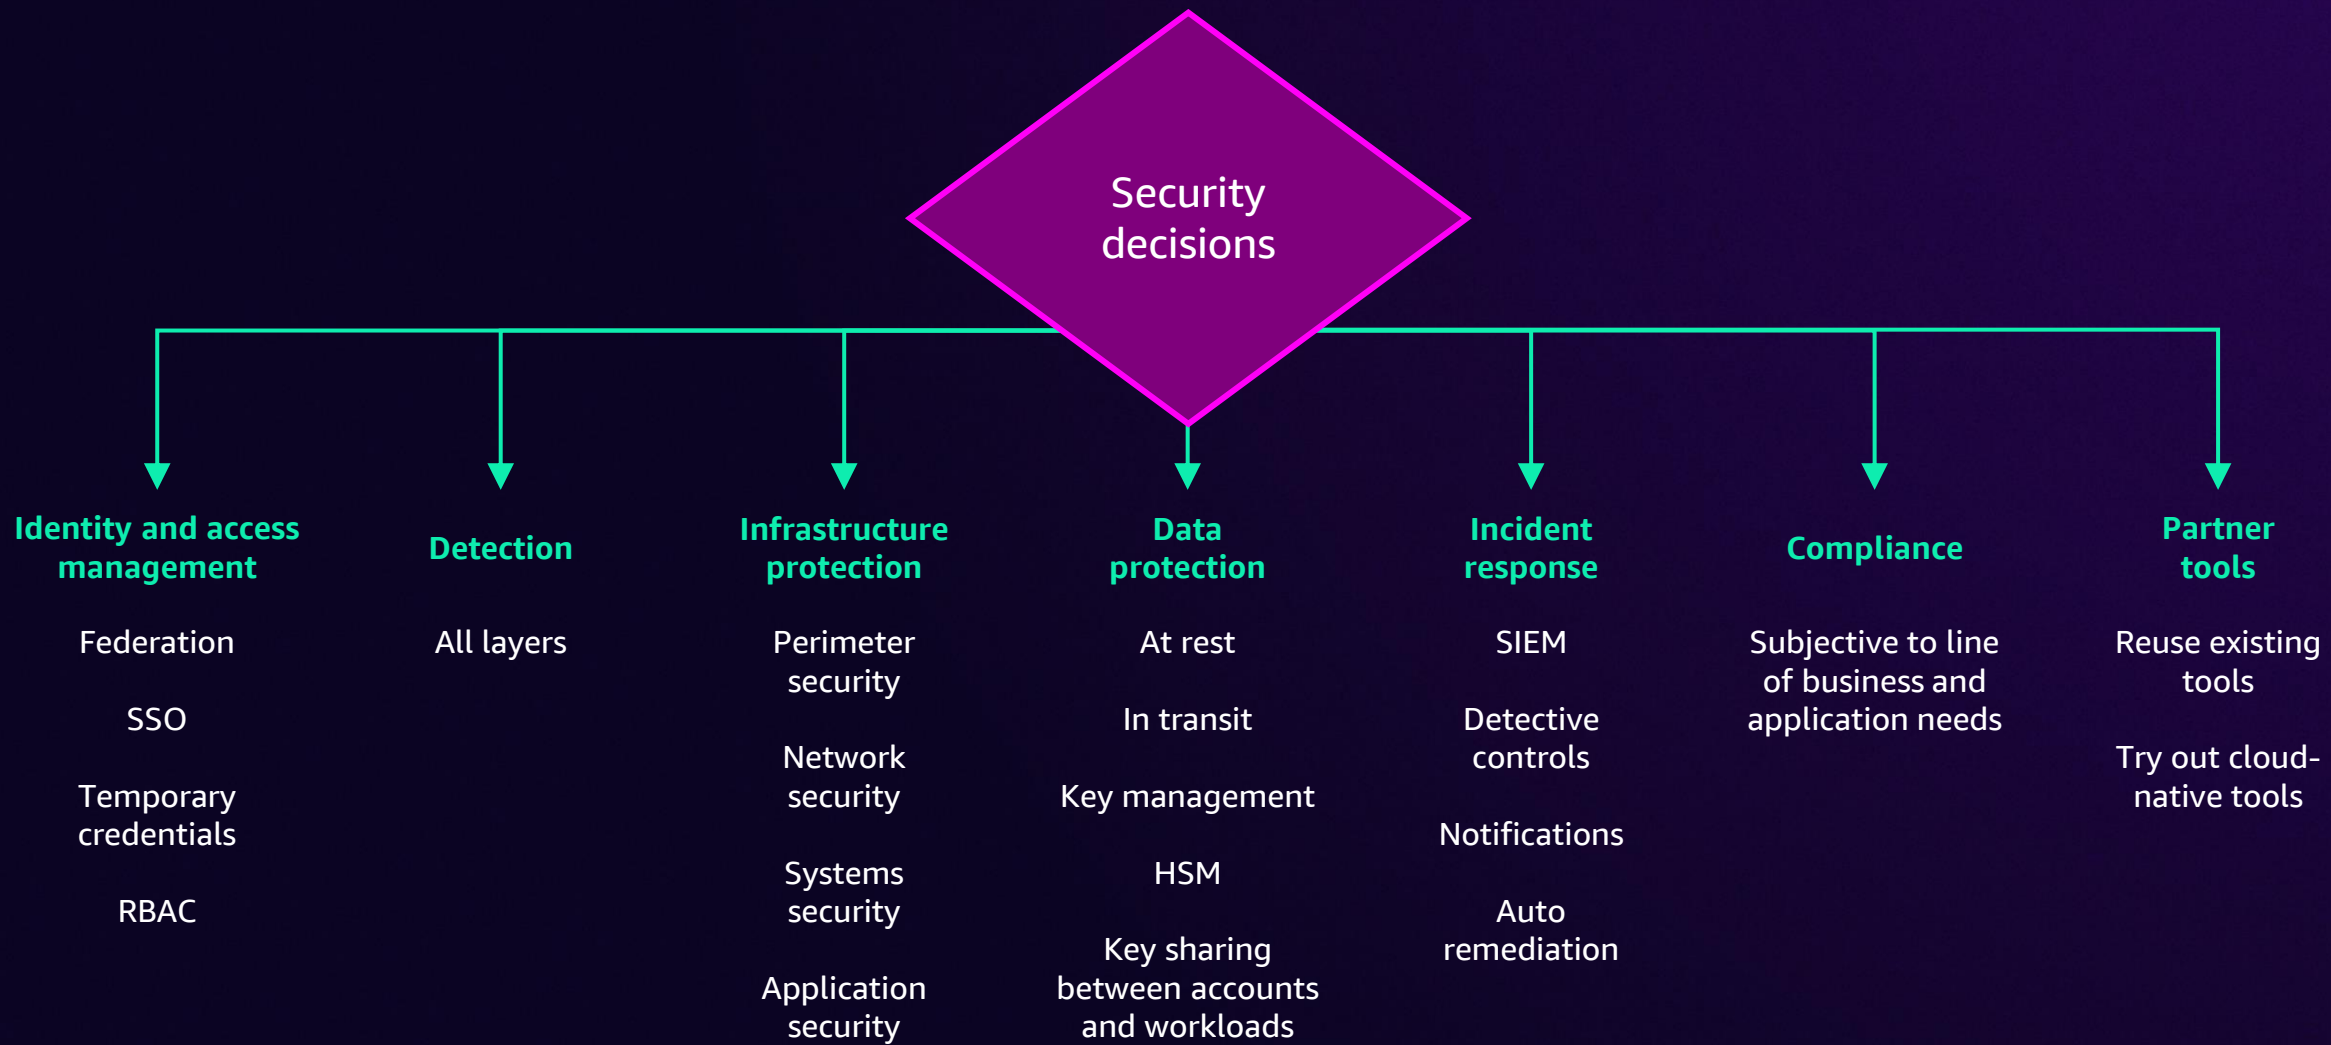 Security
decisions
Identity and access
management
Federation
SSO
Temporary
credentials
RBAC
Detection
All layers
Infrastructure
protection
Perimeter
security
Network
security
Systems
security
Application
security
Data
protection
At rest
In transit
Key management
HSM
Key sharing
between accounts
and workloads
Incident
response
SIEM
Detective
controls
Notifications
Auto
remediation
Compliance
Subjective to line
of business and
application needs
Partner
tools
Reuse existing
tools
Try out cloud-
native tools